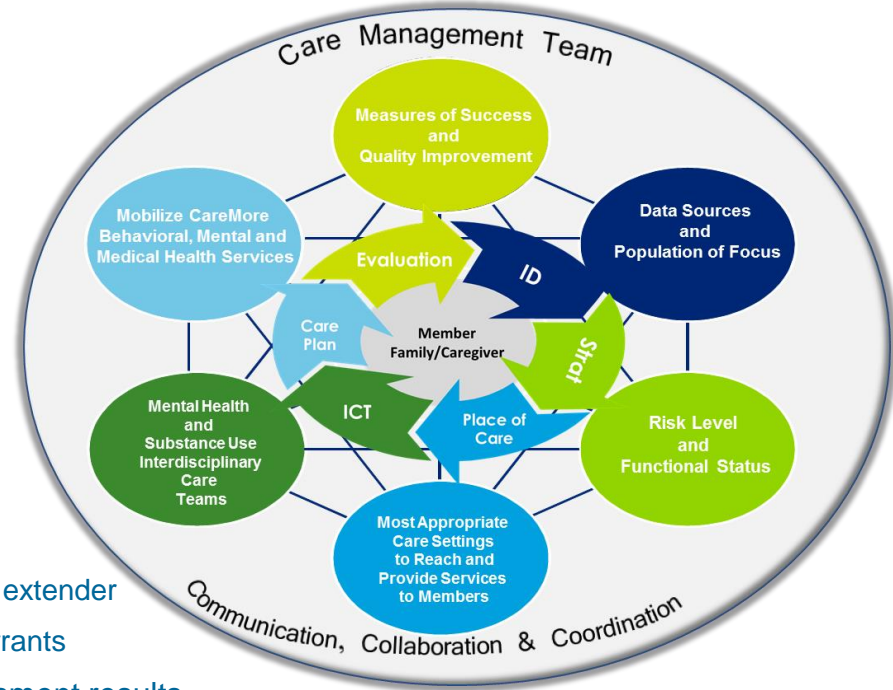 Care Management Team
Measures of Success
and
Quality Improvement
Mobilize CareMore
Behavioral, Mental and
Medical Health Services
Data Sources
and
Population of Focus
Evaluation
ID
Care
Plan
Member
Family/Caregiver
Strat
Mental Health
and
Substance Use
Interdisciplinary
Care
Teams
ICT
Place of
Care
Risk Level
and
Functional Status
Most Appropriate
Care Settings
to Reach and
Provide Services
to Members
extender
Communication, Collaboration & Coordination